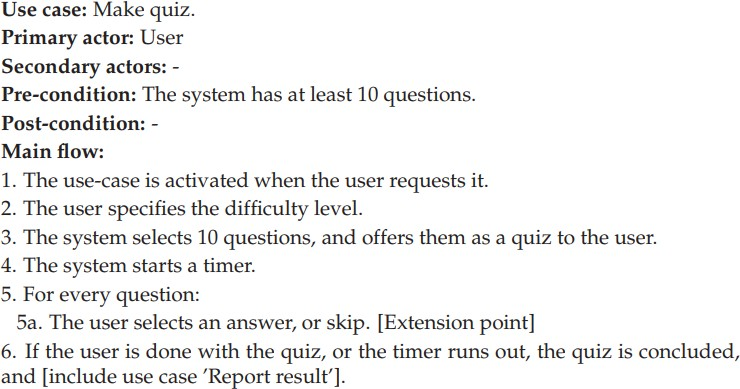 Use case: Make quiz.
Primary actor: User
Secondary actors: -
Pre-condition: The system has at least 10 questions.
Post-condition: -
Main flow:
1. The use-case is activated when the user requests it.
2. The user specifies the difficulty level.
3. The system selects 10 questions, and offers them as a quiz to the user.
4. The system starts a timer.
5. For every question:
5a. The user selects an answer, or skip. [Extension point]
6. If the user is done with the quiz, or the timer runs out, the quiz is concluded,
and [include use case ’Report result’].